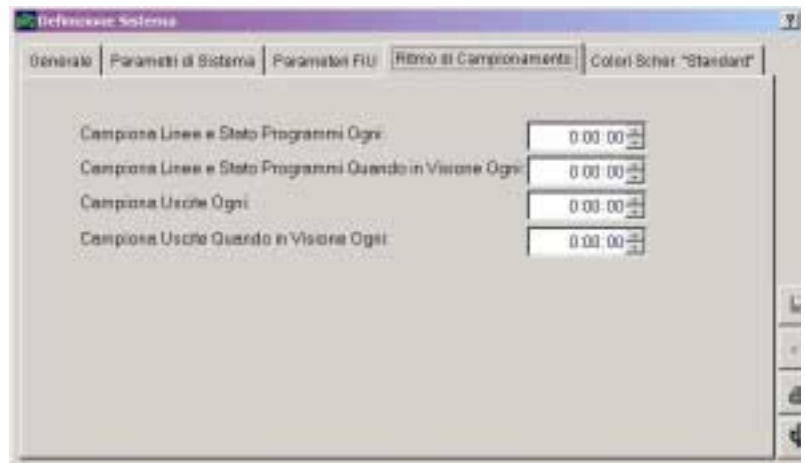 Definizione Sistema
Generale Parametri di Sistema Parametri FIU Ritmo di Campionamento Colori Scher "Standard"
Campiona Linee e Stato Programmi Ogni: 0:00:00
Campiona Linee e Stato Programmi Quando in Visione Ogni: 0:00:00
Campiona Uscite Ogni: 0:00:00
Campiona Uscite Quando in Visione Ogni: 0:00:00